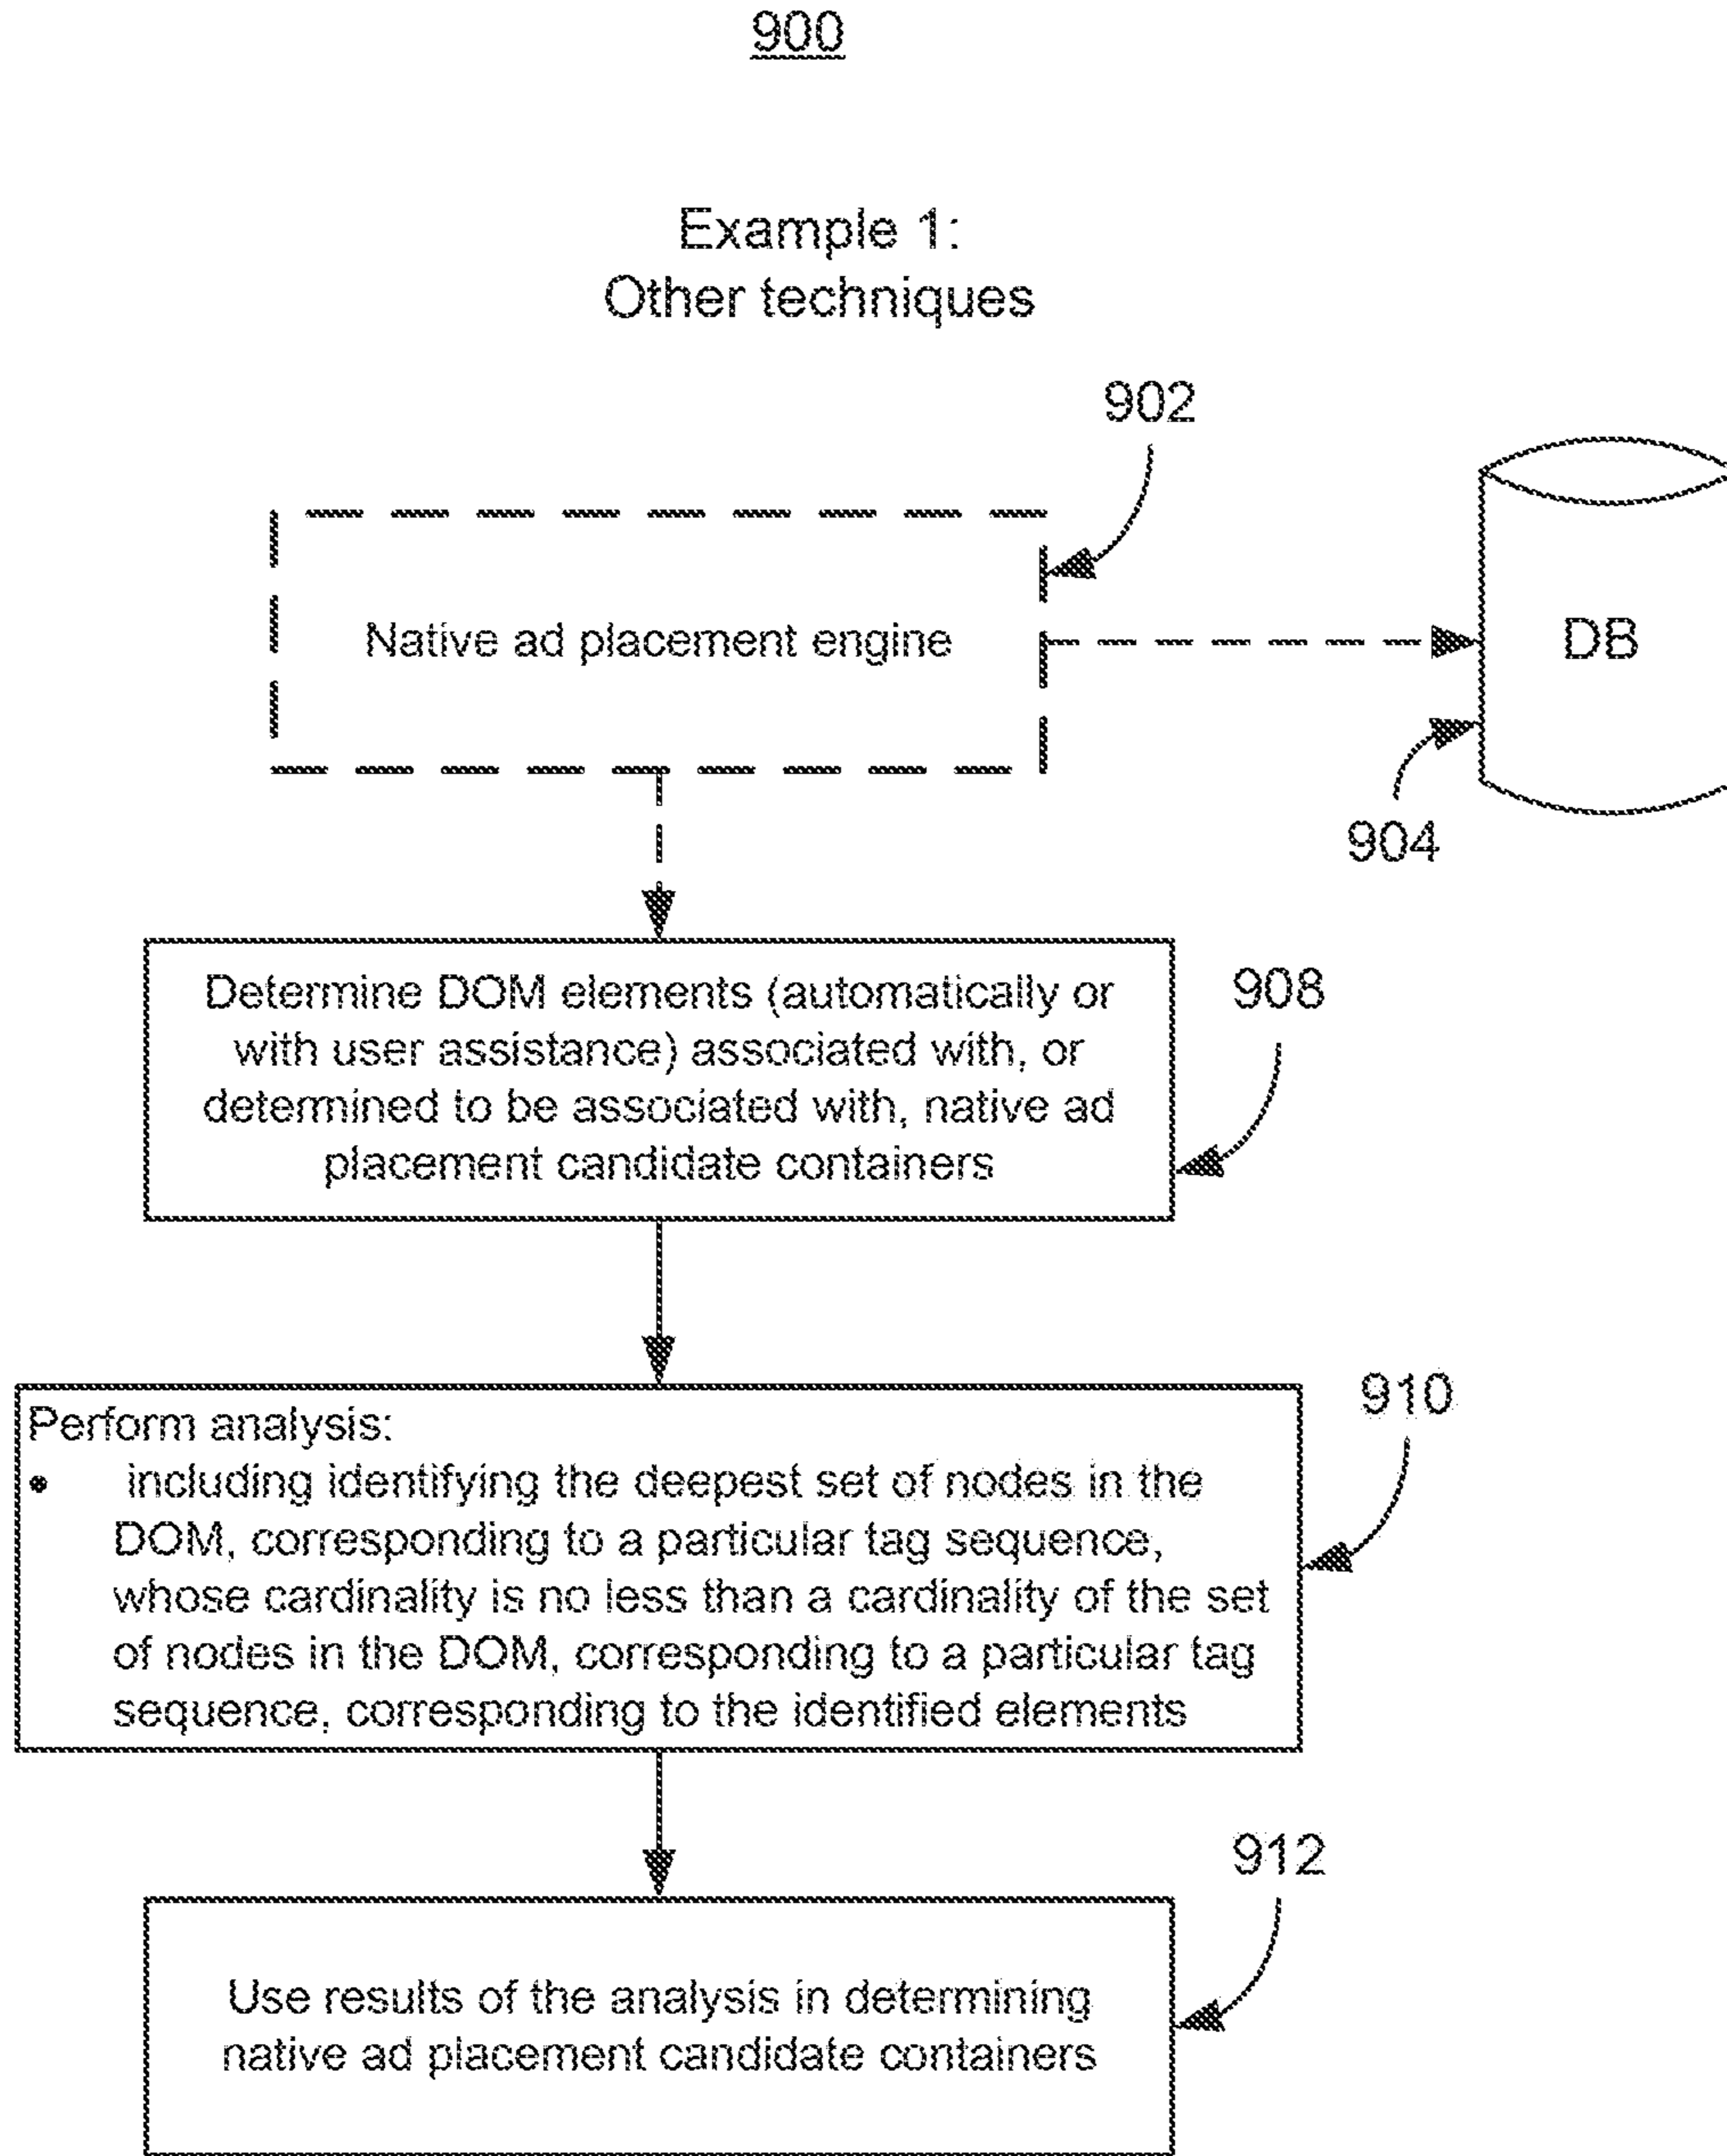 900
Example 1:
Other techniques
902
Native ad placement engine
DB
904
Determine DOM elements (automatically or
with user assistance) associated with, or
determined to be associated with, native ad
placement candidate containers
908
Perform analysis:
• including identifying the deepest set of nodes in the
DOM, corresponding to a particular tag sequence,
whose cardinality is no less than a cardinality of the set
of nodes in the DOM, corresponding to a particular tag
sequence, corresponding to the identified elements
910
912
Use results of the analysis in determining
native ad placement candidate containers